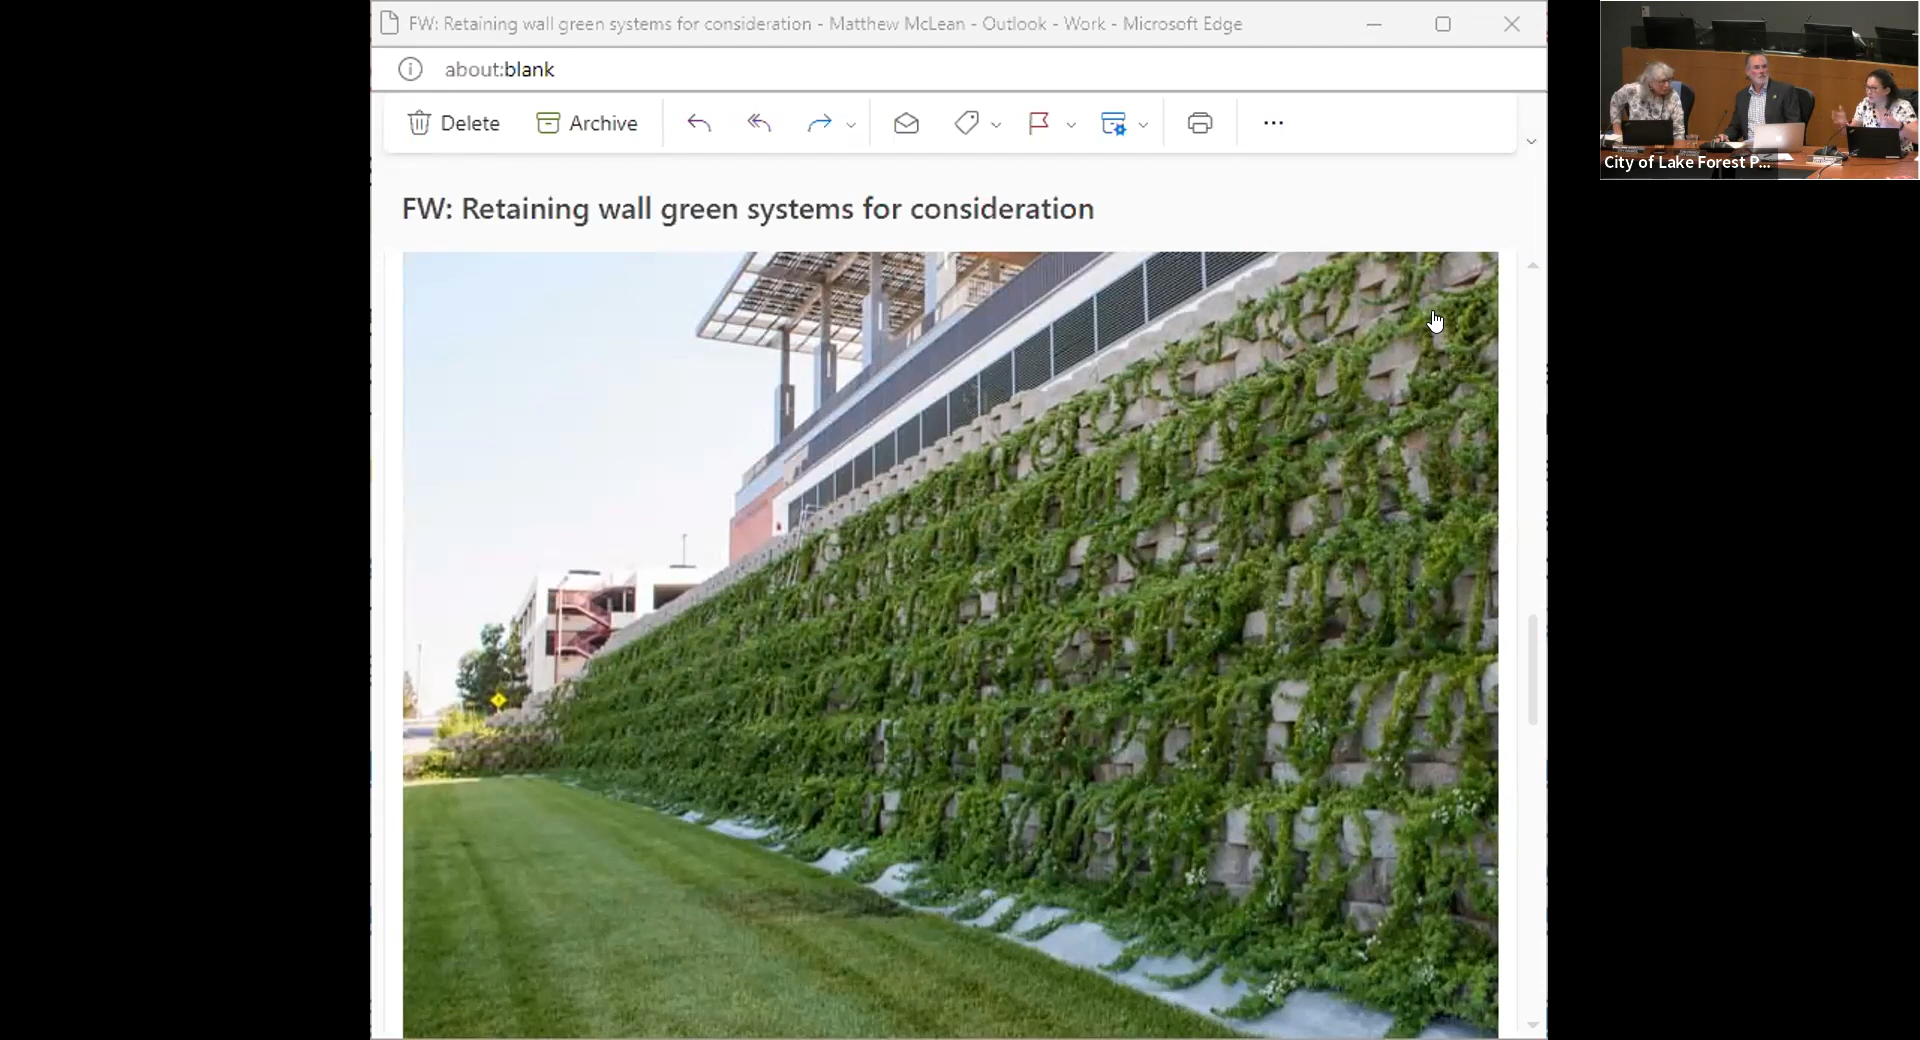 FW: Retaining wall green systems for consideration - Matthew McLean - Outlook - Work - Microsoft Edge
about:blank
Delete
Archive
FW: Retaining wall green systems for consideration
City of Lake Forest P...